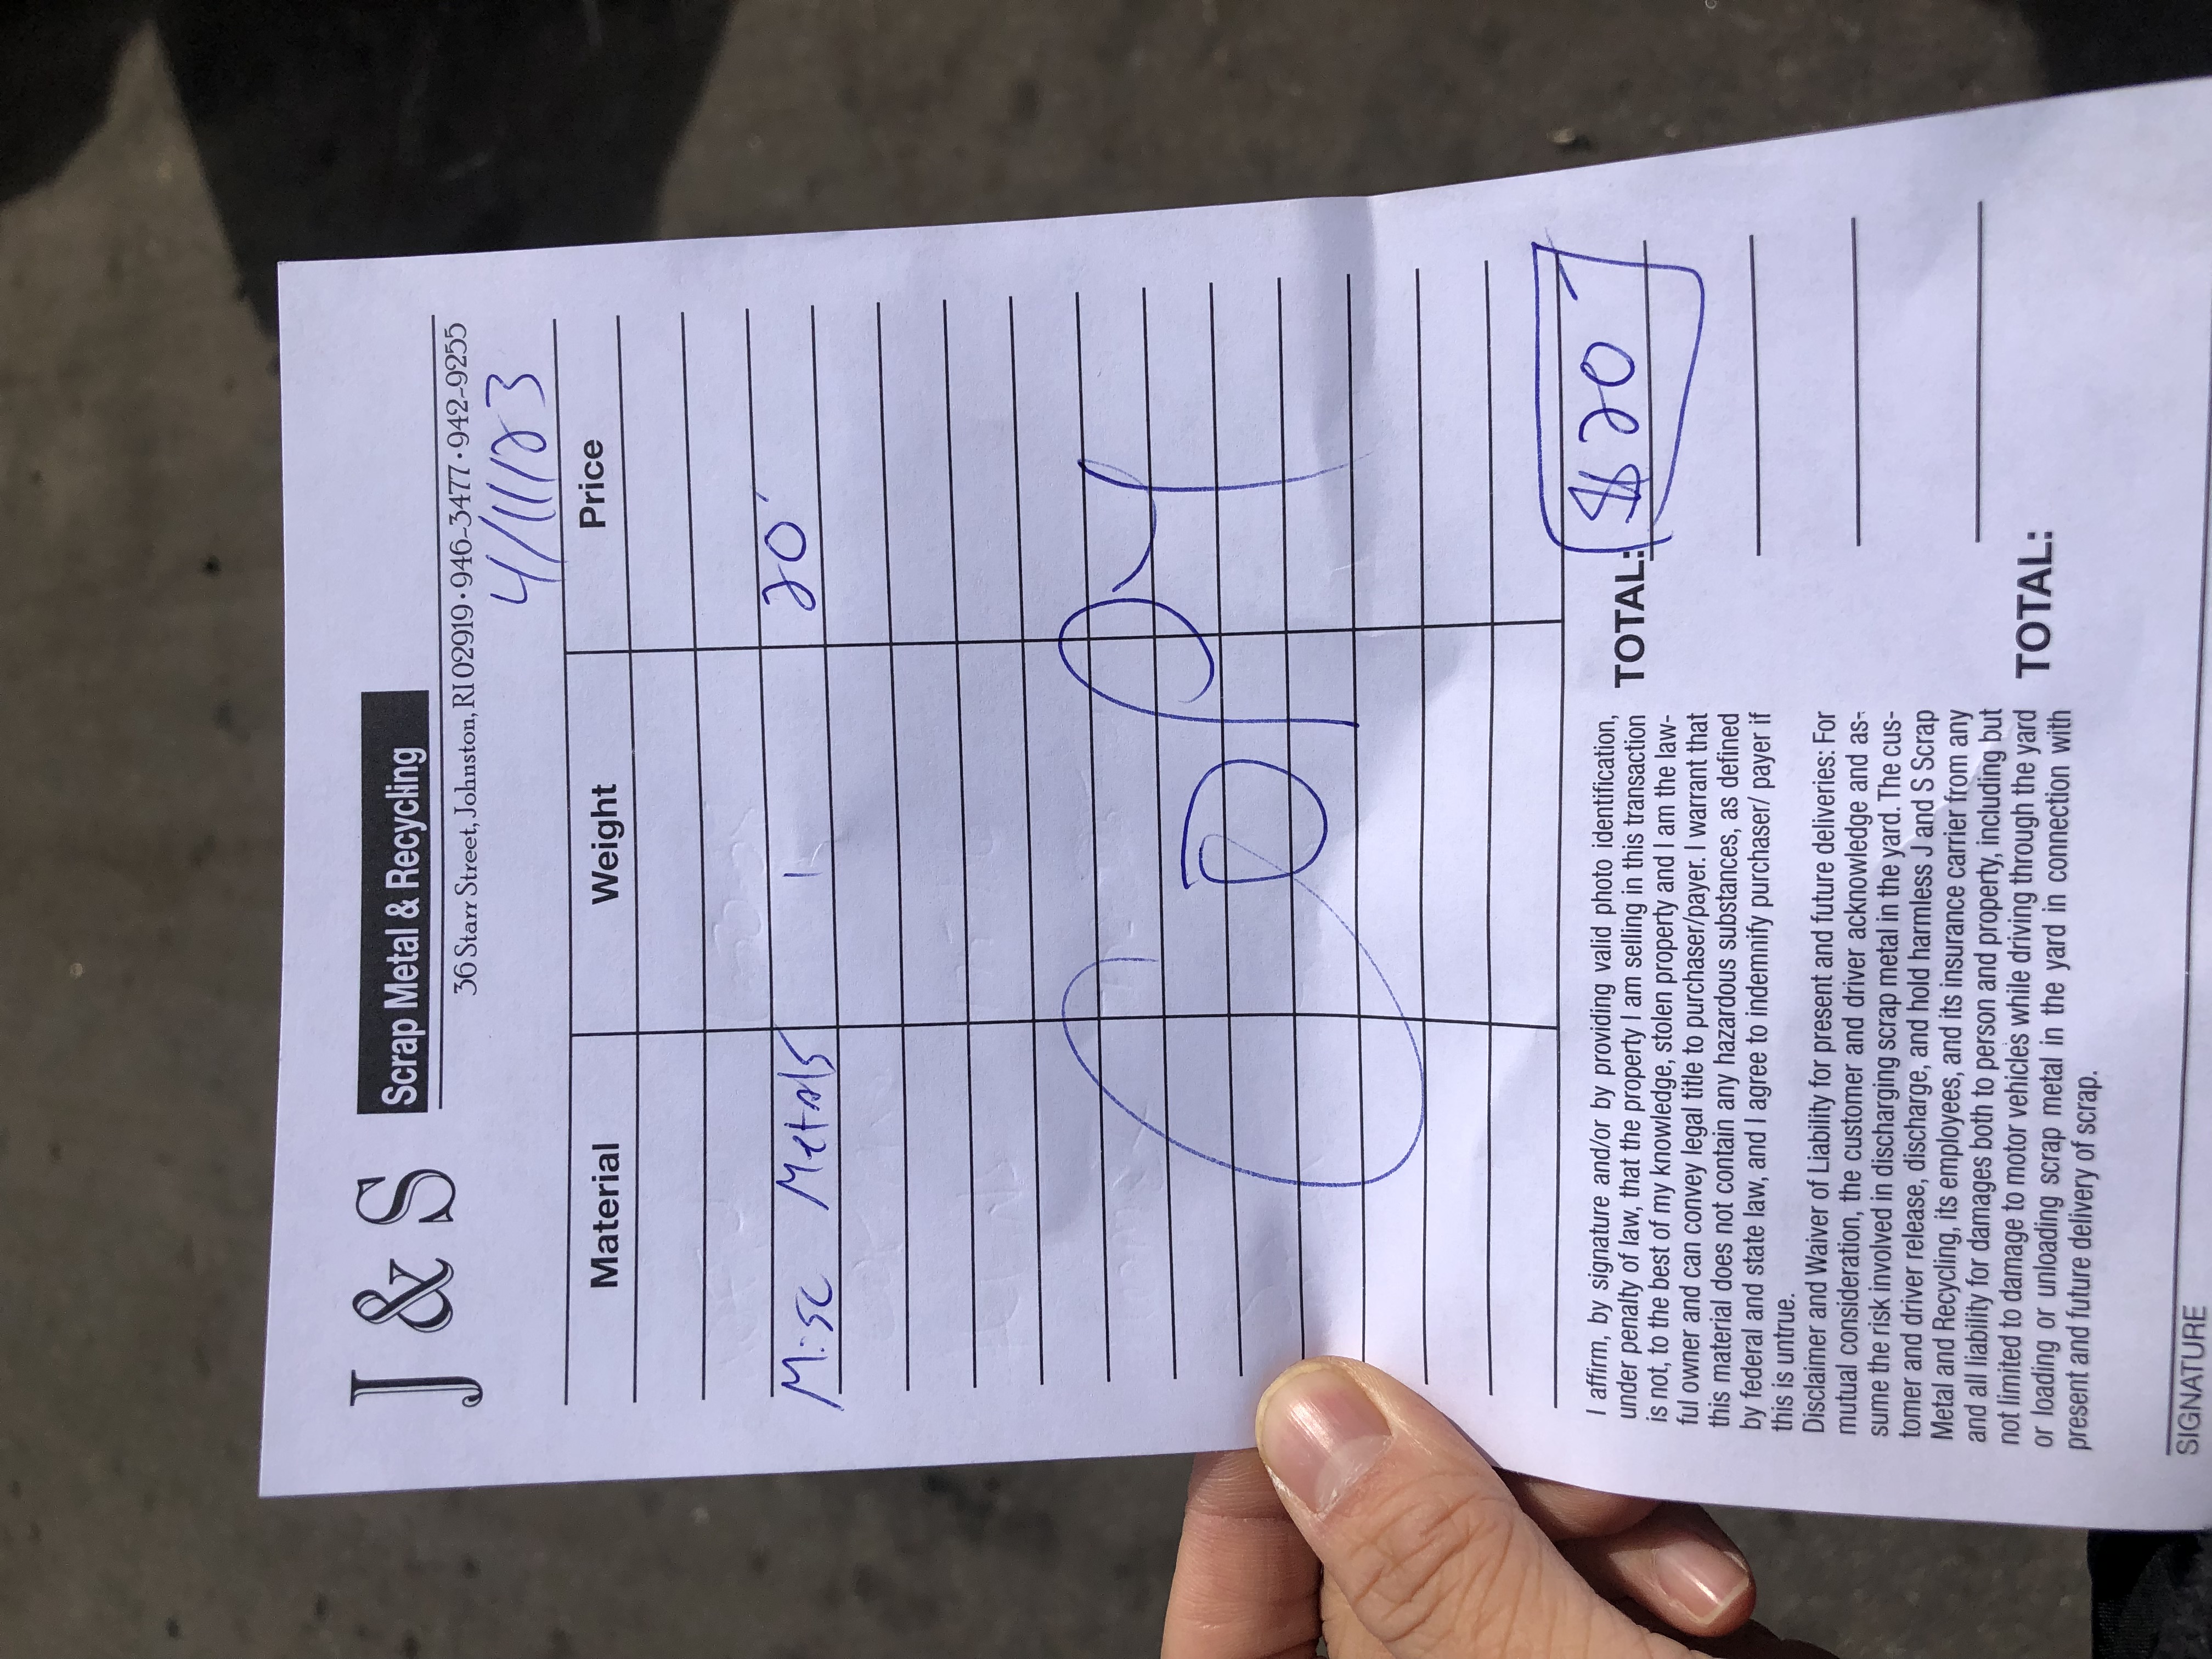 J & S Scrap Metal & Recycling
36 Starr Street, Johnston, RI 02919 • 946-3477 • 942-9255
4/11/23
Material Weight Price
Misc Metals 20
COPY
TOTAL: $20
I affirm, by signature and/or by providing valid photo identification,
under penalty of law, that the property I am selling in this transaction
is not, to the best of my knowledge, stolen property and I am the law-
ful owner and can convey legal title to purchaser/payer. I warrant that
this material does not contain any hazardous substances, as defined
by federal and state law, and I agree to indemnify purchaser/ payer if
this is untrue.
Disclaimer and Waiver of Liability for present and future deliveries: For
mutual consideration, the customer and driver acknowledge and as-
sume the risk involved in discharging scrap metal in the yard. The cus-
tomer and driver release, discharge, and hold harmless J and S Scrap
Metal and Recycling, its employees, and its insurance carrier from any
and all liability for damages both to person and property, including but
not limited to damage to motor vehicles while driving through the yard
or loading or unloading scrap metal in the yard in connection with
present and future delivery of scrap.
TOTAL:
SIGNATURE